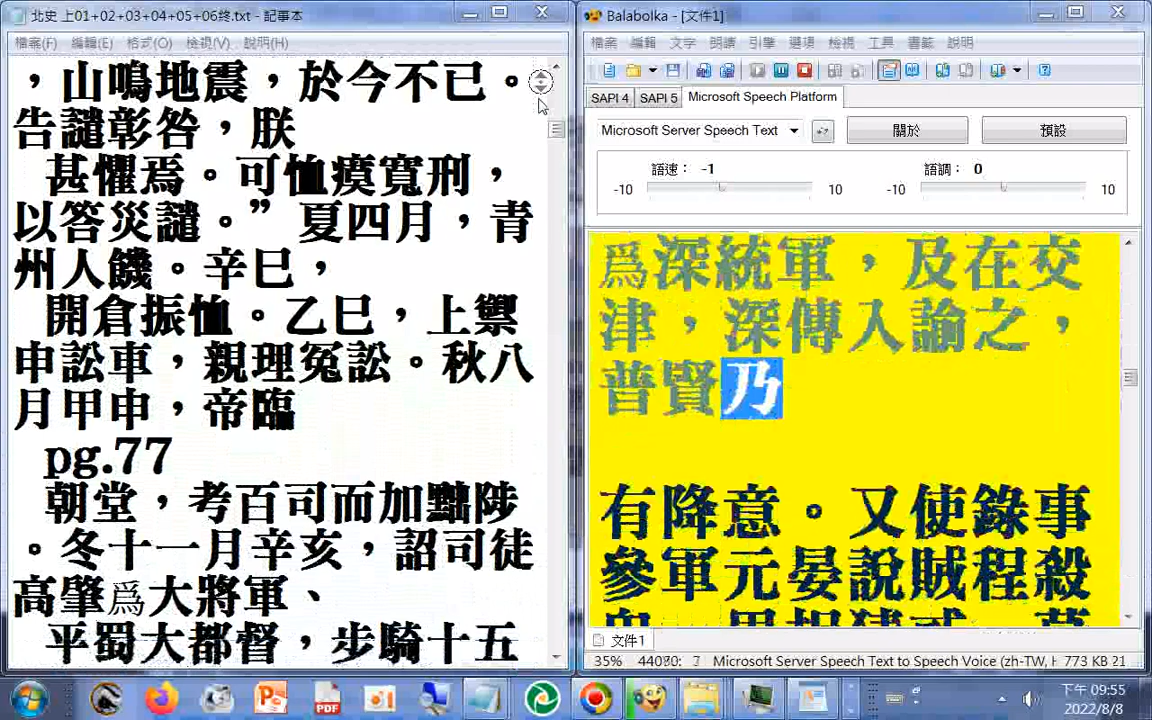 北史 上01+02+03+04+05+06终.txt - 記事本
檔案(F) 編輯(E) 格式(O) 檢視(V) 說明(H)
，山鳴地震，於今不已。
告譴彰咎，朕
甚懼焉。可恤瘼寬刑，
以答災譴。” 夏四月，青
州人饑。辛巳，
開倉振恤。乙巳，上禦
申訟車，親理冤訟。秋八
月甲申，帝臨
pg.77
朝堂，考百司而加黜陟
。冬十一月辛亥，詔司徒
高肇爲大將軍、
平蜀大都督，步騎十五
Balabolka - [文件1]
檔案 編輯 文字 朗讀 引擎 選項 檢視 工具 書籤 說明
SAPI 4 SAPI 5 Microsoft Speech Platform
Microsoft Server Speech Text 關於 預設
語速： -1 語調： 0
-10 10 -10 10
爲深統軍，及在交
津，深傳人諭之，
普賢乃
有降意。又使錄事
參軍元晏說賊程殺
文件1
35% Microsoft Server Speech Text to Speech Voice (zh-TW, H 773 KB 21
下午 09:55
2022/8/8